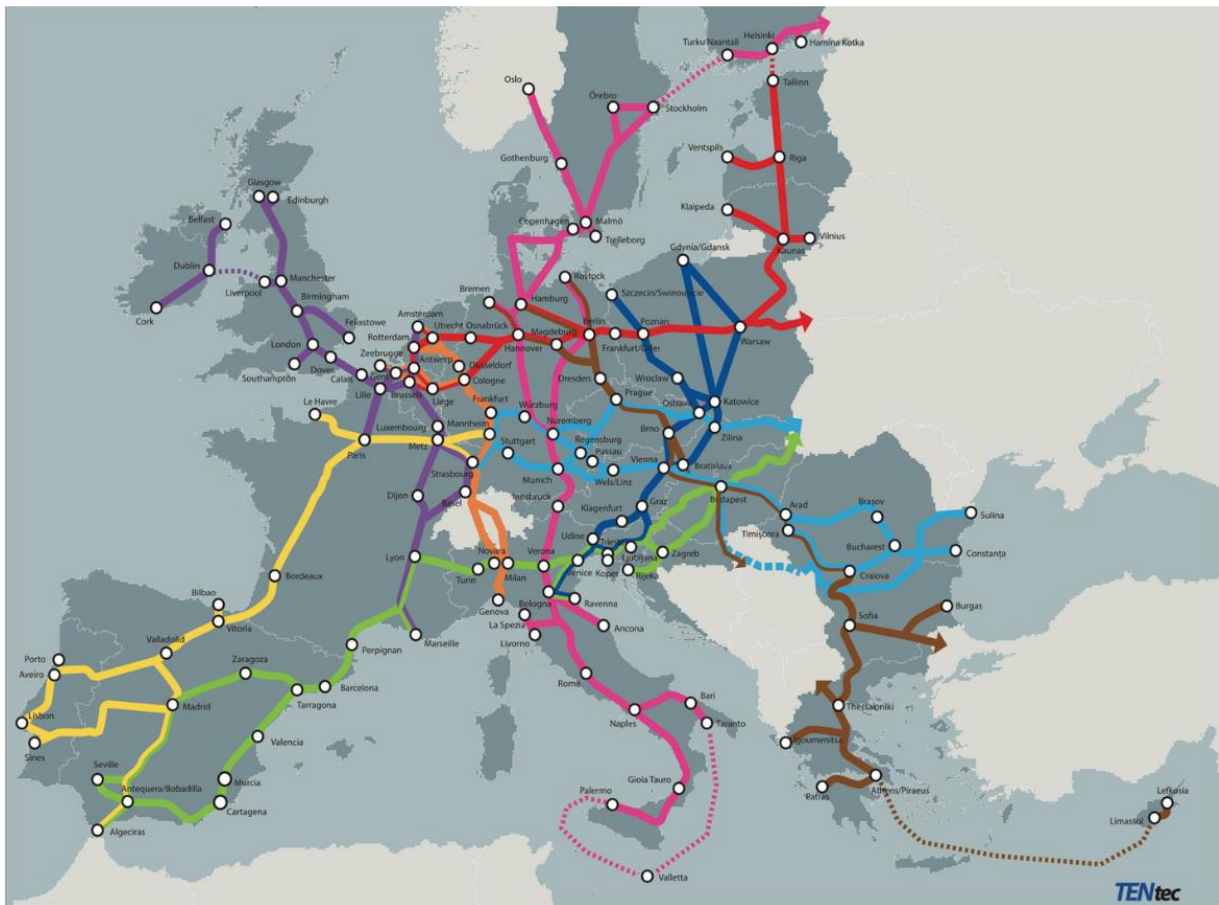 Helsinki
Turku Naantali
Hamina Kotka
Tallinn
Oslo
Örebro
Stockholm
Ventspils
Riga
Gothenburg
Glasgow
Edinburgh
Klaipeda
Belfast
Copenhagen
Malmö
Trelleborg
Vilnius
Kaunas
Gdynia/Gdansk
Dublin
Manchester
Liverpool
Rostock
Szczecin/Swinoujscie
Birmingham
Bremen
Hamburg
Cork
Amsterdam
Felixstowe
Utrecht
Osnabrück
Magdeburg
Berlin
Poznan
Warsaw
Rotterdam
London
Zeebrugge
Hannover
Frankfurt/Oder
Antwerp
Düsseldorf
Southampton
Dover
Calais
Gent
Cologne
Dresden
Wroclaw
Lille
Brussels
Liège
Prague
Le Havre
Frankfurt
Würzburg
Ostrava
Katowice
Luxembourg
Mannheim
Nuremberg
Brno
Zilina
Metz
Stuttgart
Regensburg
Paris
Passau
Strasbourg
Vienna
Bratislava
Munich
Wels/Linz
Budapest
Dijon
Basel
Innsbruck
Graz
Arad
Brașov
Sulina
Klagenfurt
Timișora
Udine
Trieste
Bucharest
Lyon
Novara
Verona
Ljubljana
Zagreb
Constanța
Turin
Milan
Venice
Koper
Rijeka
Craiova
Bordeaux
Bilbao
Genova
Bologna
Ravenna
Burgas
Vitoria
La Spezia
Sofia
Ancona
Valladolid
Marseille
Livorno
Porto
Zaragoza
Perpignan
Aveiro
Roma
Barcelona
Bari
Tarragona
Lisbon
Madrid
Naples
Taranto
Thessaloniki
Sines
Valencia
Igoumenitsa
Seville
Murcia
Gioia Tauro
Athens/Piraeus
Antequera/Bobadilla
Palermo
Patras
Lefkosia
Cartagena
Limassol
Algeciras
Valletta
TENtec